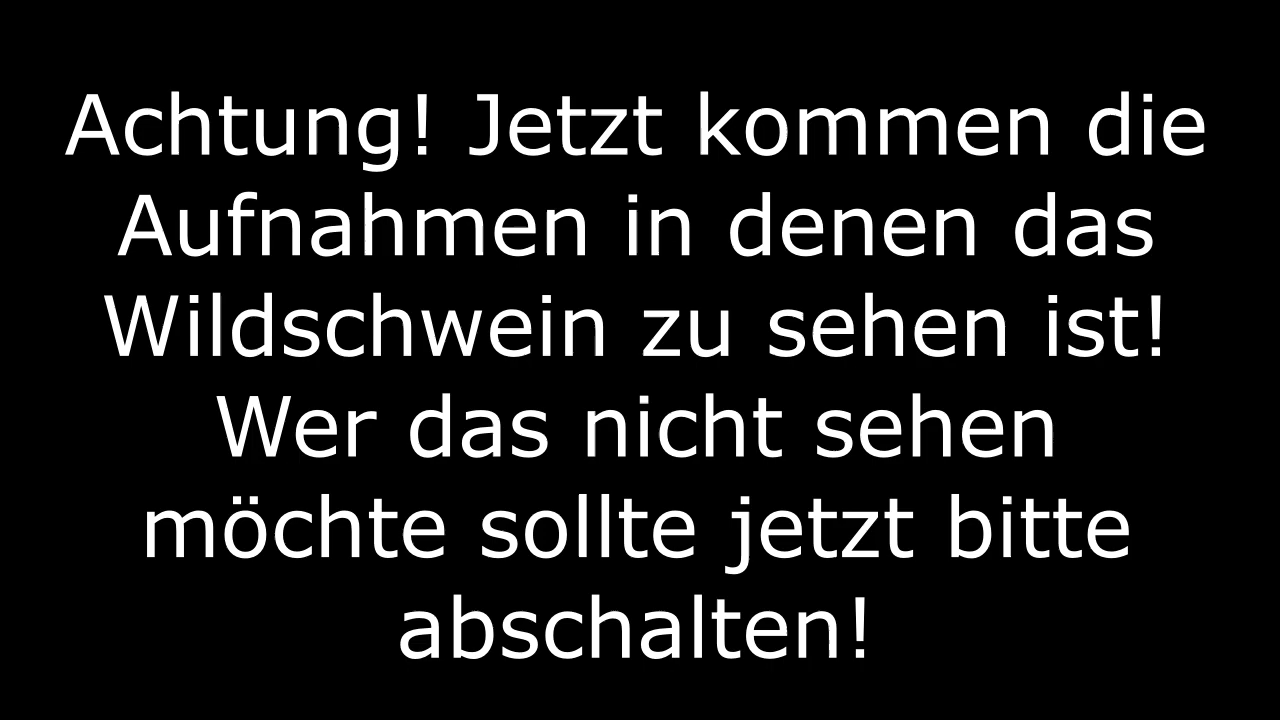 Achtung! Jetzt kommen die
Aufnahmen in denen das
Wildschwein zu sehen ist!
Wer das nicht sehen
möchte sollte jetzt bitte
abschalten!